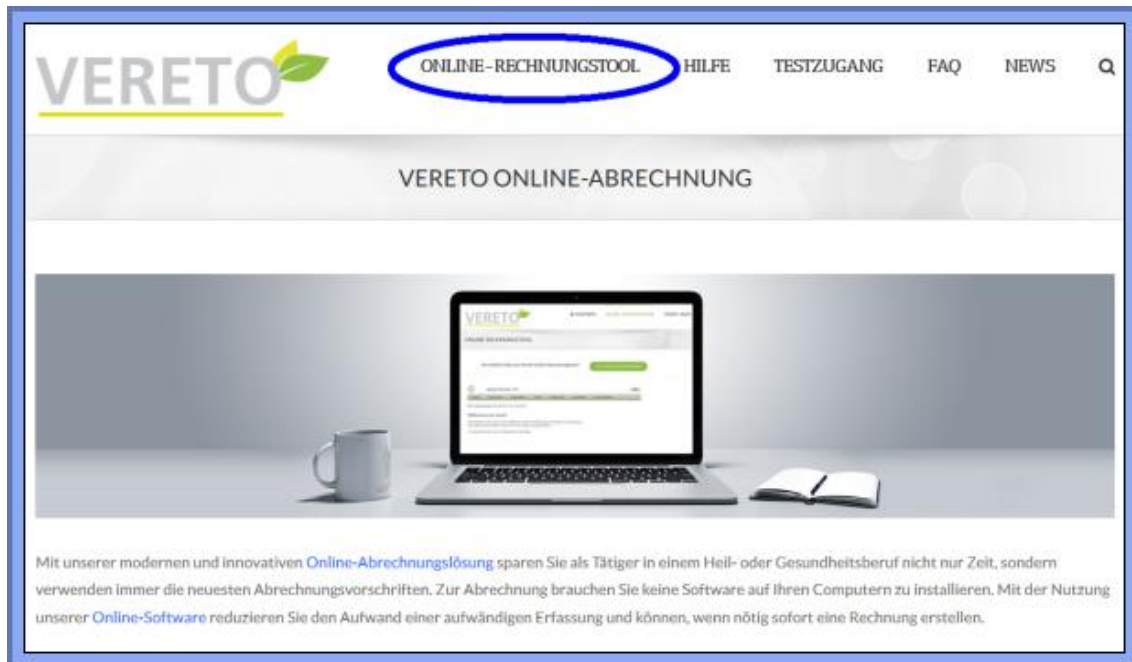 VERETO
ONLINE-RECHNUNGSTOOL HILFE TESTZUGANG FAQ NEWS
VERETO ONLINE-ABRECHNUNG
VERETO
Mit unserer modernen und innovativen Online-Abrechnungslösung sparen Sie als Tätiger in einem Heil- oder Gesundheitsberuf nicht nur Zeit, sondern
verwenden immer die neuesten Abrechnungsvorschriften. Zur Abrechnung brauchen Sie keine Software auf Ihren Computern zu installieren. Mit der Nutzung
unserer Online-Software reduzieren Sie den Aufwand einer aufwändigen Erfassung und können, wenn nötig sofort eine Rechnung erstellen.